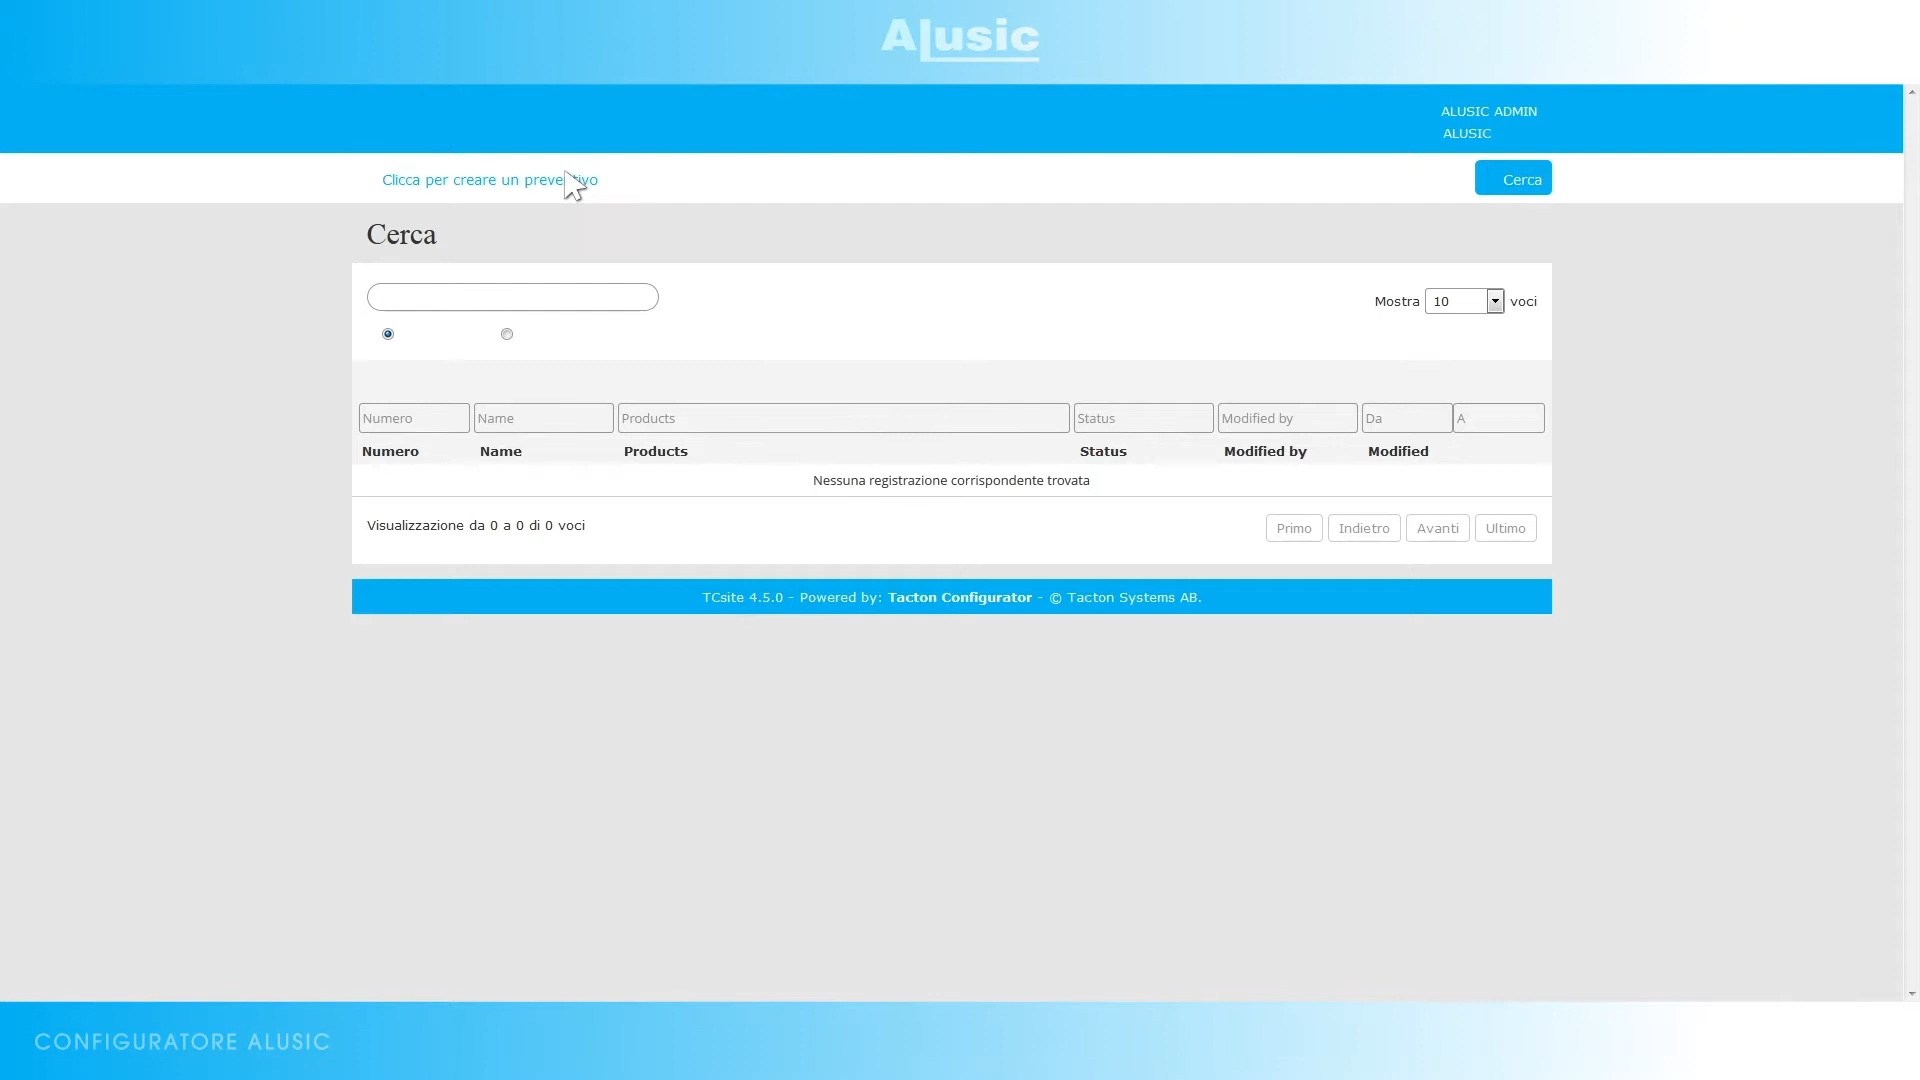 Alusic
ALUSIC ADMIN
ALUSIC
Clicca per creare un preventivo
Cerca
Cerca
Mostra 10 voci
Numero Name Products Status Modified by Da A
Numero Name Products Status Modified by Modified
Nessuna registrazione corrispondente trovata
Visualizzazione da 0 a 0 di 0 voci
Primo Indietro Avanti Ultimo
TCsite 4.5.0 - Powered by: Tacton Configurator - © Tacton Systems AB.
CONFIGURATORE ALUSIC